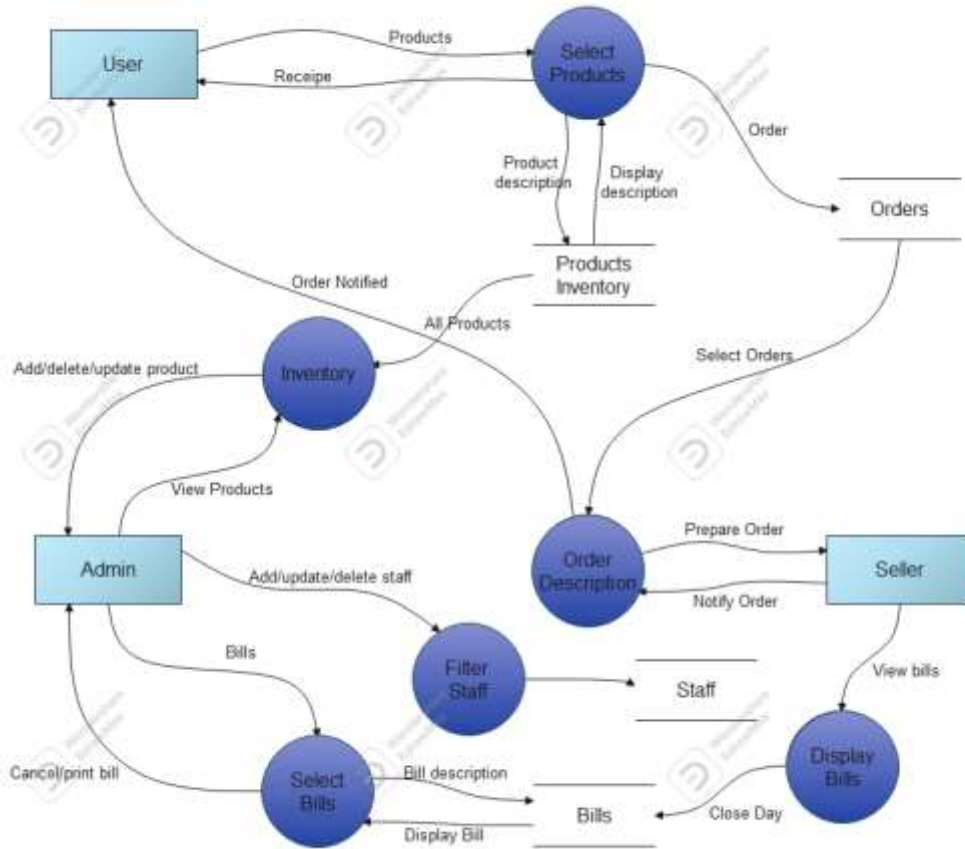 Products
User
Select
Products
Receipe
Order
Product
description
Display
description
Orders
Products
Inventory
Order Notified
All Products
Select Orders
Add/delete/update product
Inventory
View Products
Prepare Order
Admin
Order
Description
Seller
Add/update/delete staff
Notify Order
Bills
Filter
Staff
Staff
View bills
Cancel/print bill
Select
Bills
Bill description
Display
Bills
Bills
Close Day
Display Bill